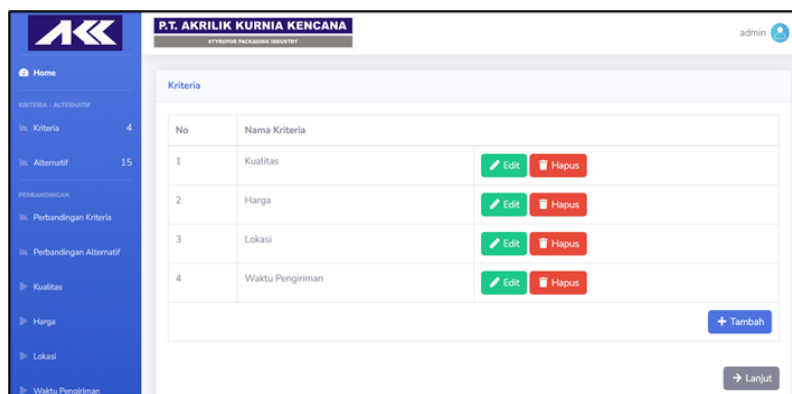 AKK
P.T. AKRILIK KURNIA KENCANA
STYROFOR PACKAGING INDUSTRY
admin
Home
KRITERIA - ALTERNATIF
Kriteria 4
Alternatif 15
PERBANDINGAN
Perbandingan Kriteria
Perbandingan Alternatif
Kualitas
Harga
Lokasi
Waktu Pengiriman
Kriteria
No Nama Kriteria
1 Kualitas Edit Hapus
2 Harga Edit Hapus
3 Lokasi Edit Hapus
4 Waktu Pengiriman Edit Hapus
+ Tambah
→ Lanjut